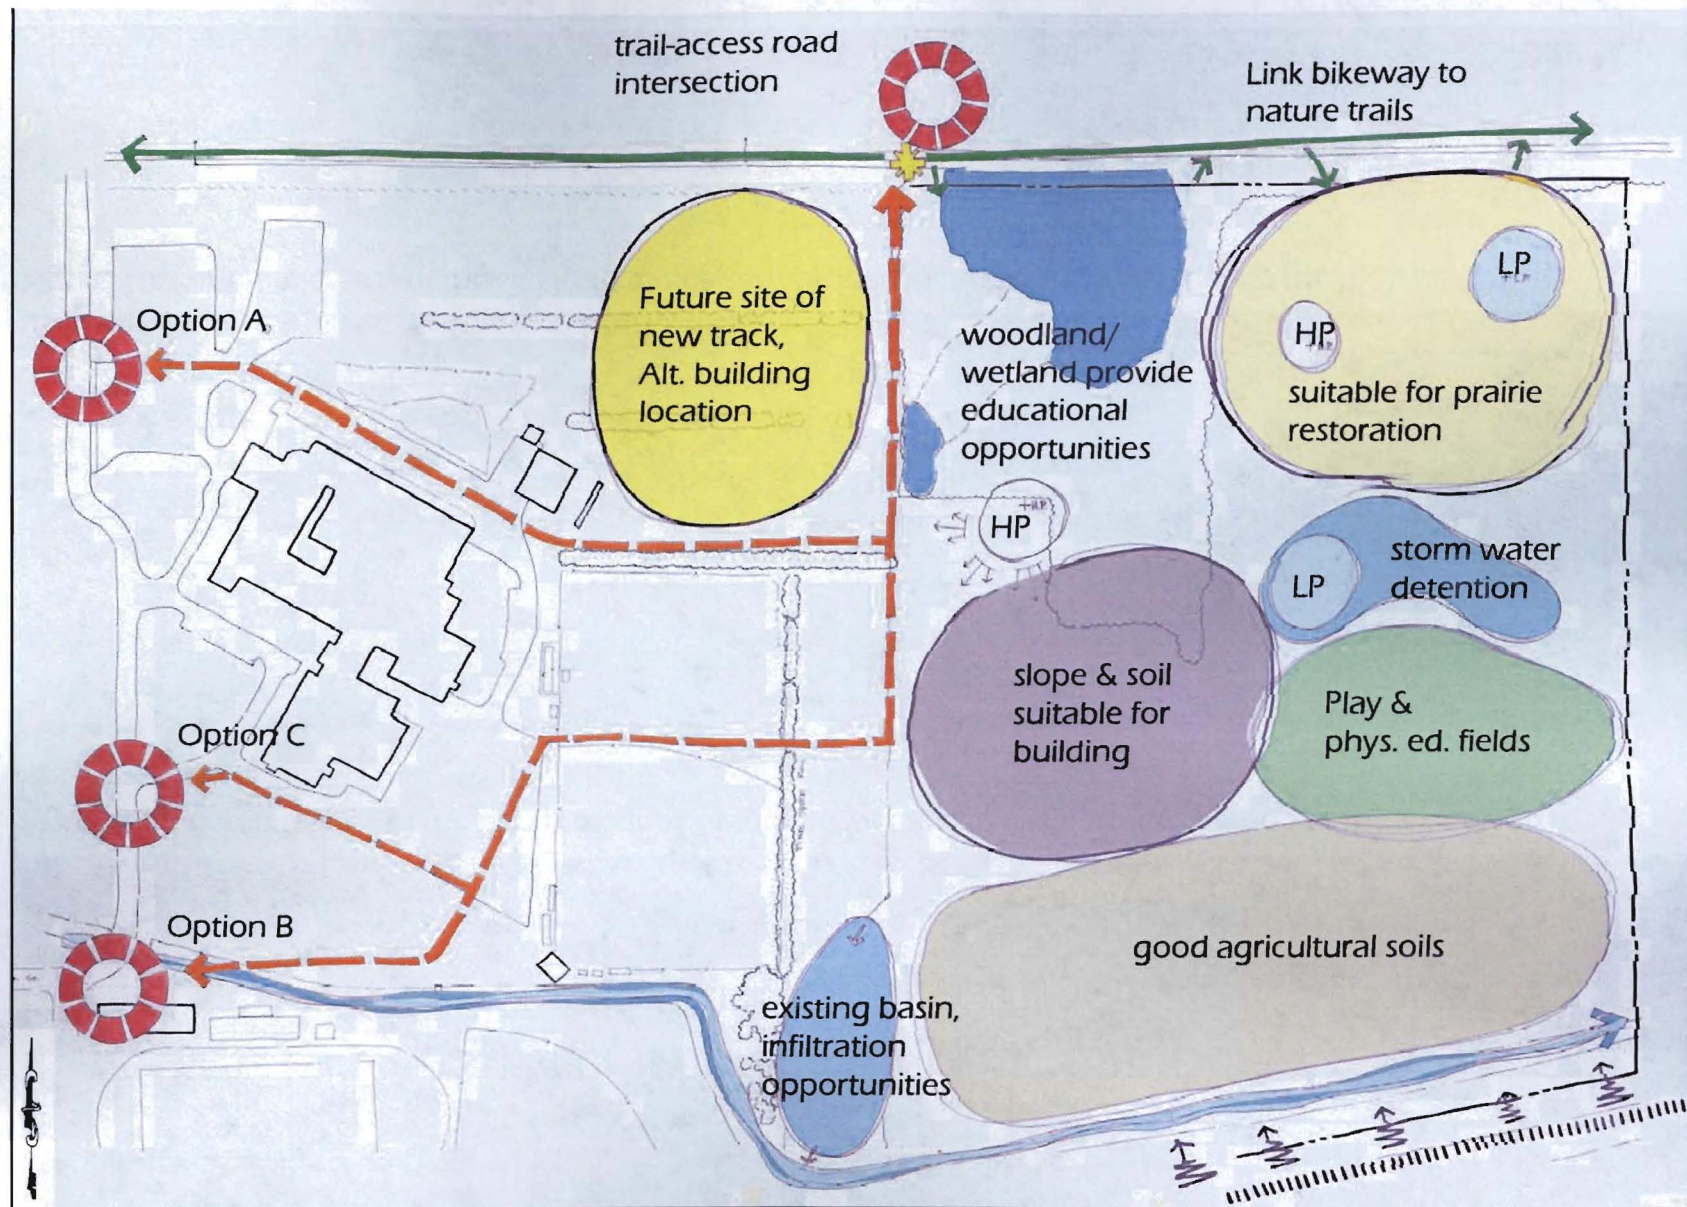 trail-access road
intersection
Link bikeway to
nature trails
Option A
Future site of
new track,
Alt. building
location
woodland/
wetland provide
educational
opportunities
LP
HP
suitable for prairie
restoration
HP
storm water
detention
LP
slope & soil
suitable for
building
Play &
phys. ed. fields
Option C
Option B
good agricultural soils
existing basin,
infiltration
opportunities